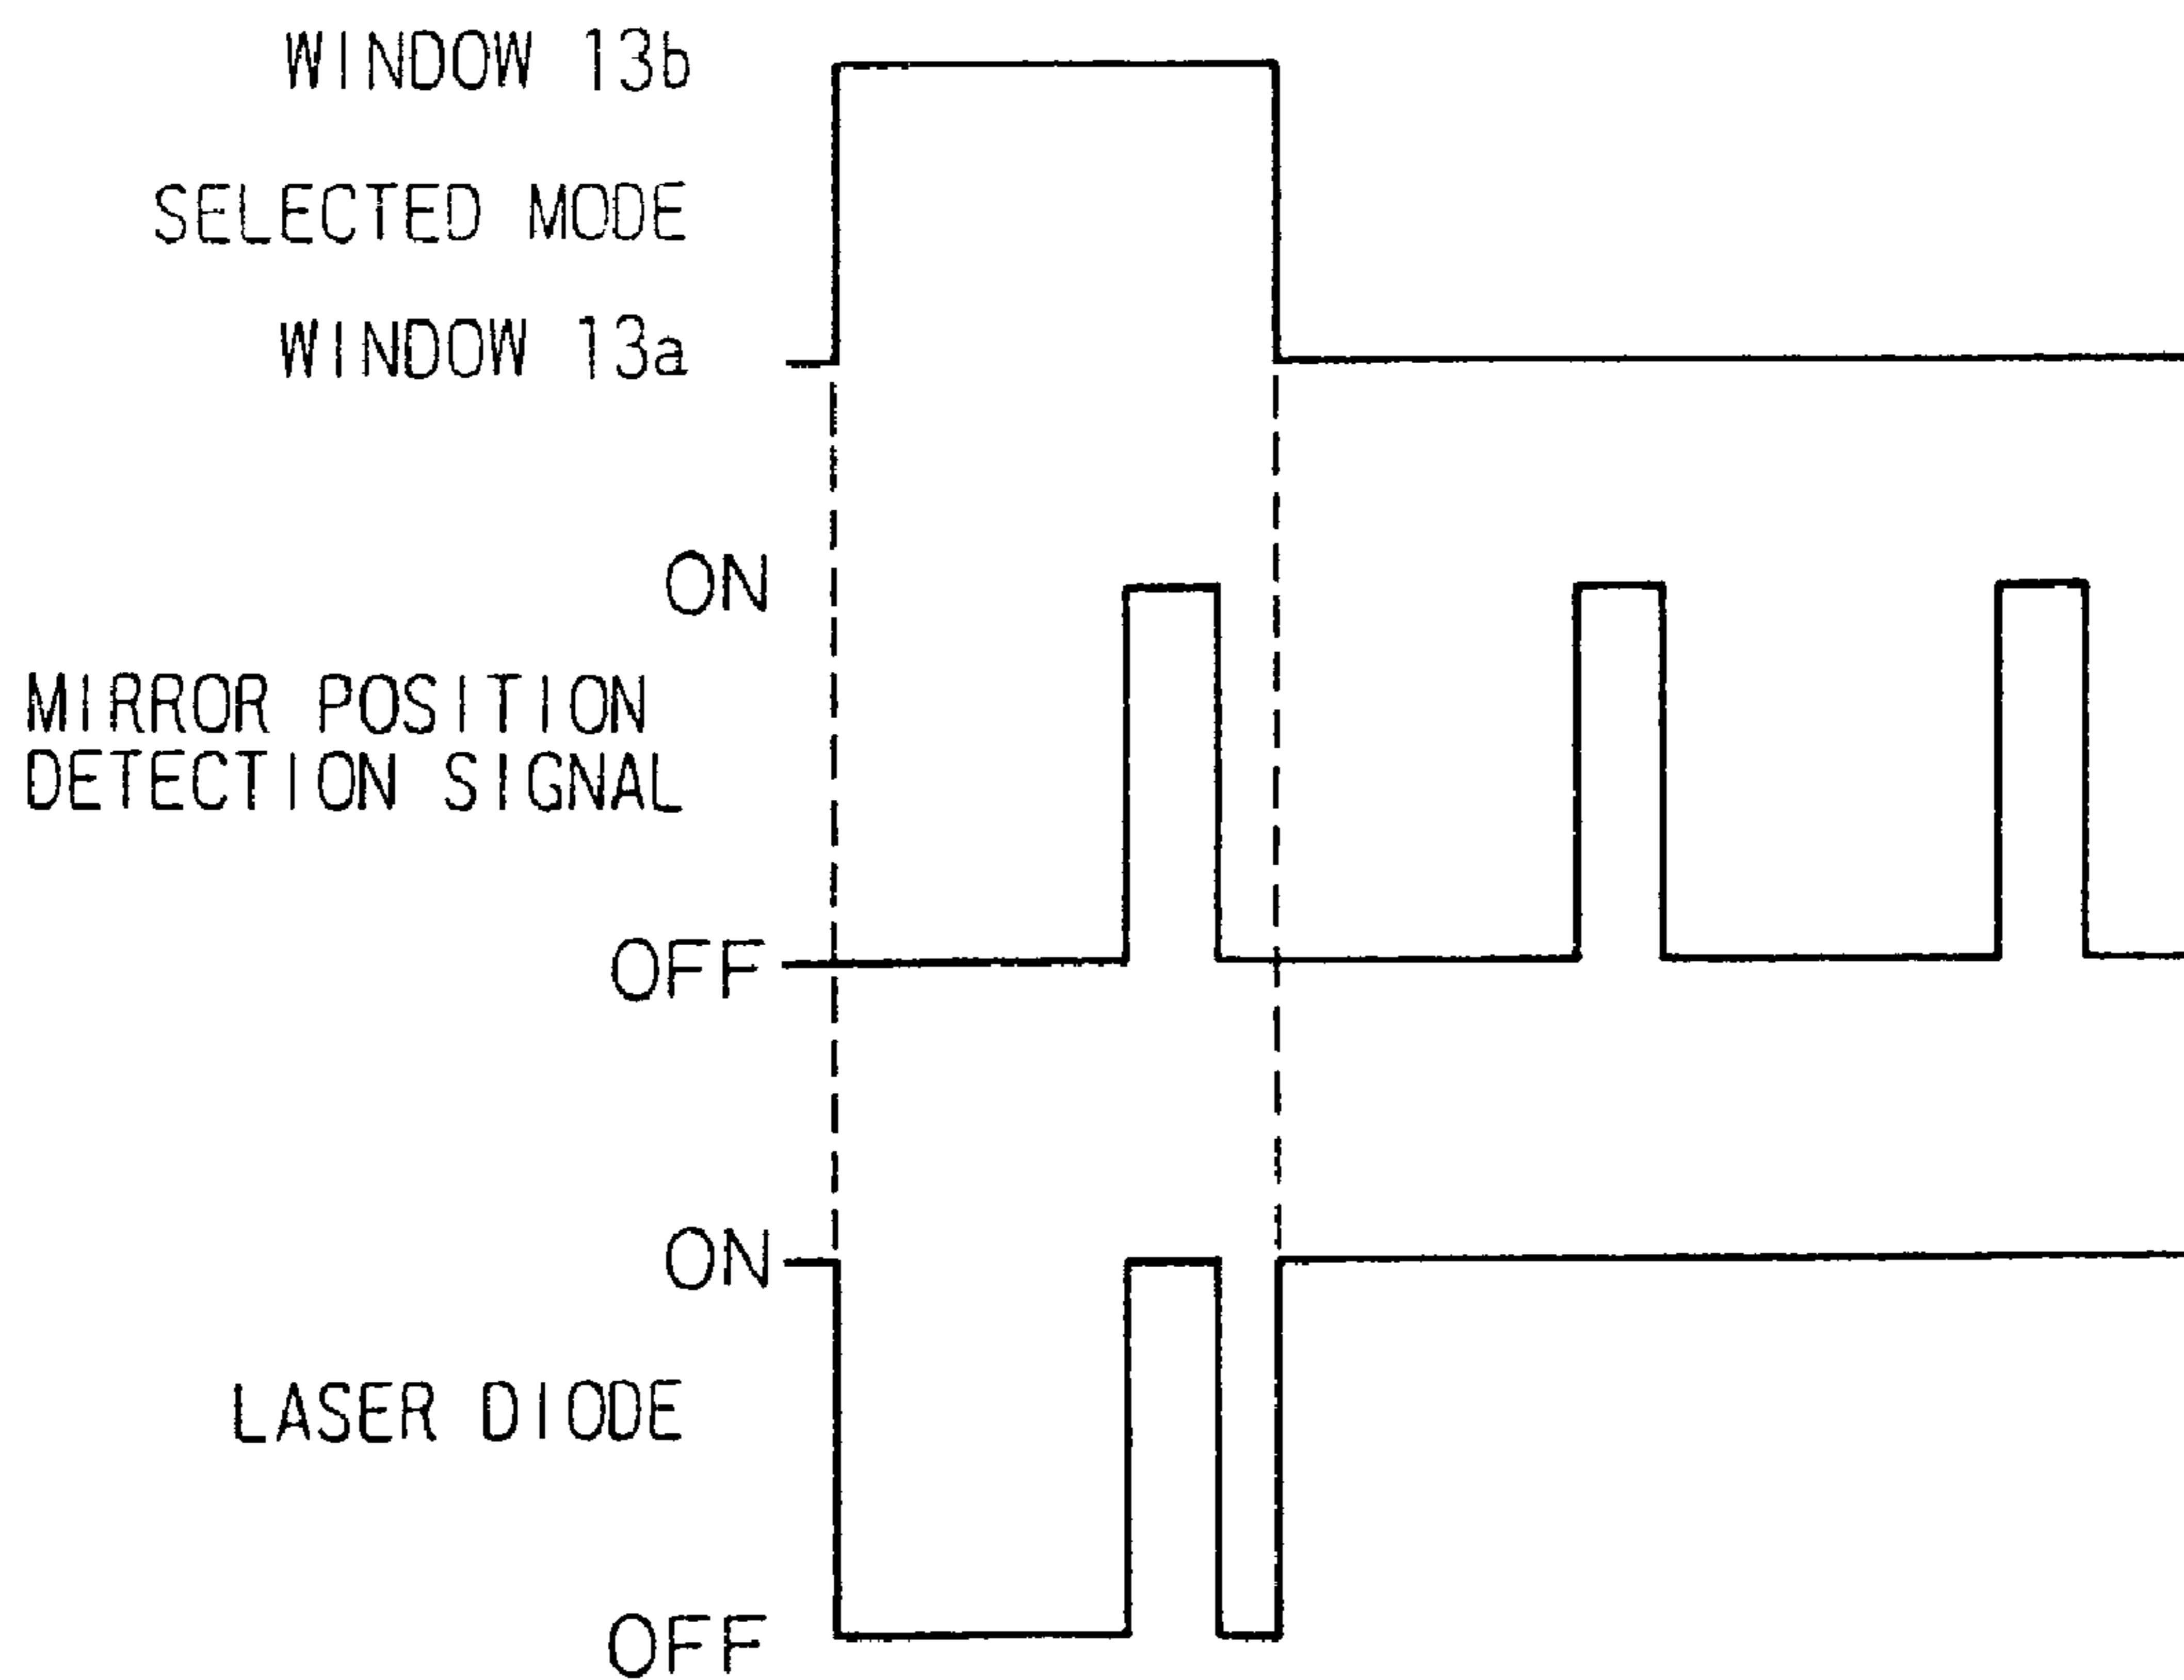 WINDOW 13b
SELECTED MODE
WINDOW 13a
ON
MIRROR POSITION
DETECTION SIGNAL
OFF
ON
LASER DIODE
OFF